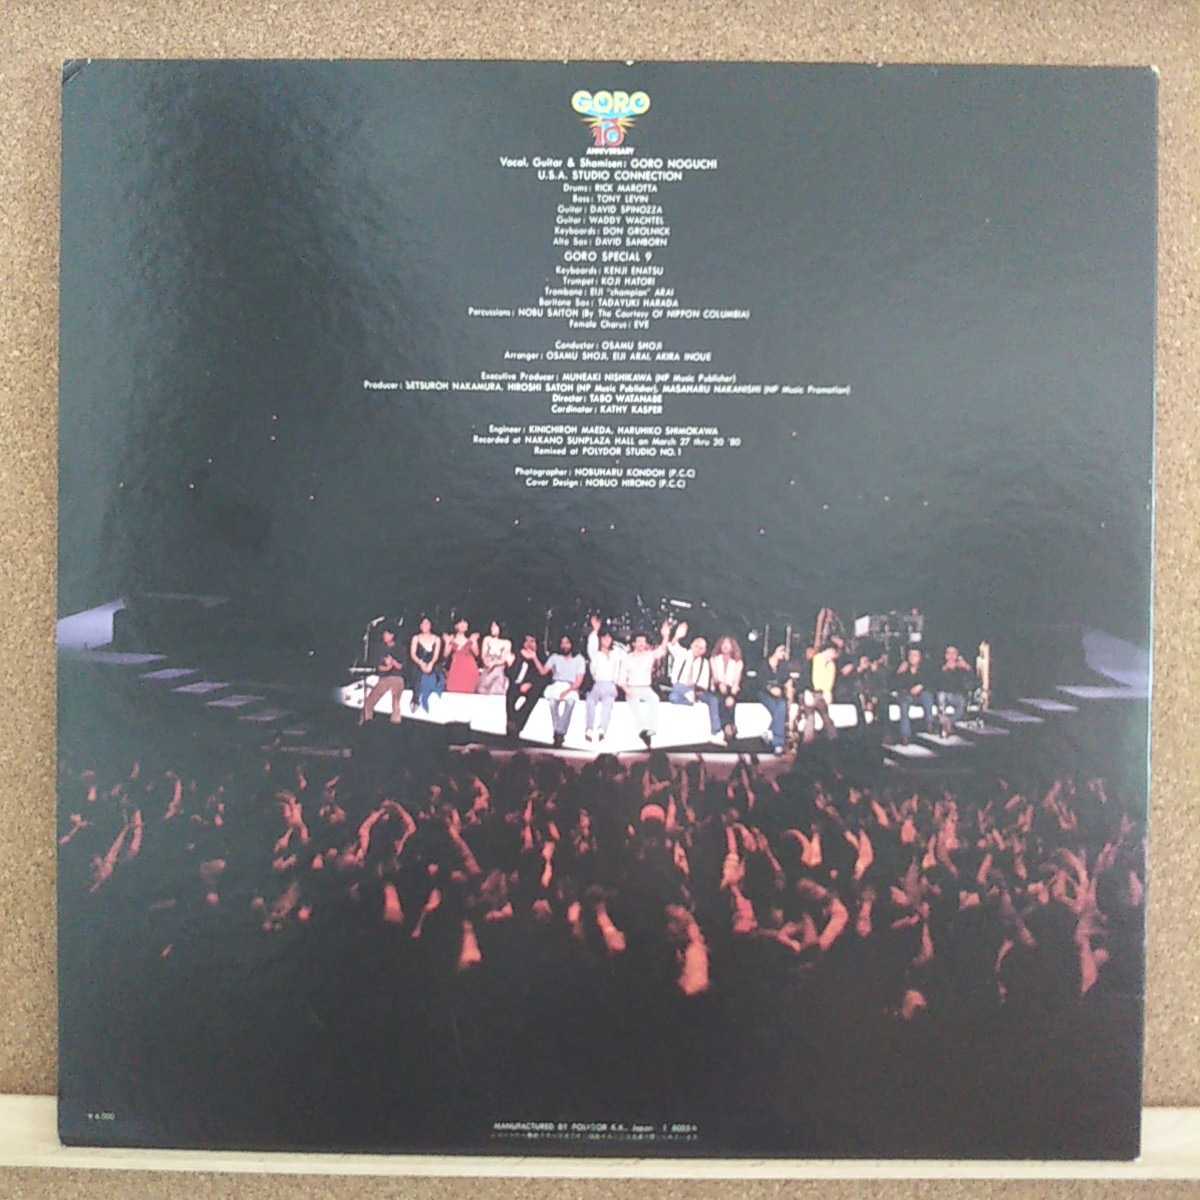 GORO
10
ANNIVERSARY
Vocal, Guitar & Shamisen: GORO NOGUCHI
U.S.A. STUDIO CONNECTION
Drums: RICK MAROTTA
Bass: TONY LEVIN
Guitar: DAVID SPINOZZA
Guitar: WADDY WACHTEL
Keyboards: DON GROLNICK
Alto Sax: DAVID SANBORN
GORO SPECIAL 9
Keyboards: KENJI ENATSU
Trumpet: KOJI HATORI
Trombone: EIJI "champion" ARAI
Baritone Sax: TADAYUKI HARADA
Percussions: NOBU SAITOH (By The Courtesy Of NIPPON COLUMBIA)
Female Chorus: EVE
Conductor: OSAMU SHOJI
Arranger: OSAMU SHOJI, EIJI ARAI, AKIRA INOUE
Executive Producer: MUNEAKI NISHIKAWA (NP Music Publisher)
Producer: SETSUROH NAKAMURA, HIROSHI SATOH (NP Music Publisher), MASAHARU NAKANISHI (NP Music Promotion)
Director: TABO WATANABE
Cordinator: KATHY KASPER
Engineer: KINICHIROH MAEDA, HARUHIKO SHIMOKAWA
Recorded at NAKANO SUNPLAZA HALL on March 27 thru 30 '80
Remixed at POLYDOR STUDIO NO.1
Photographer: NOBUHARU KONDOH (P.C.C)
Cover Design: NOBUO HIRONO (P.C.C)
¥6,000
MANUFACTURED BY POLYDOR K.K., Japan